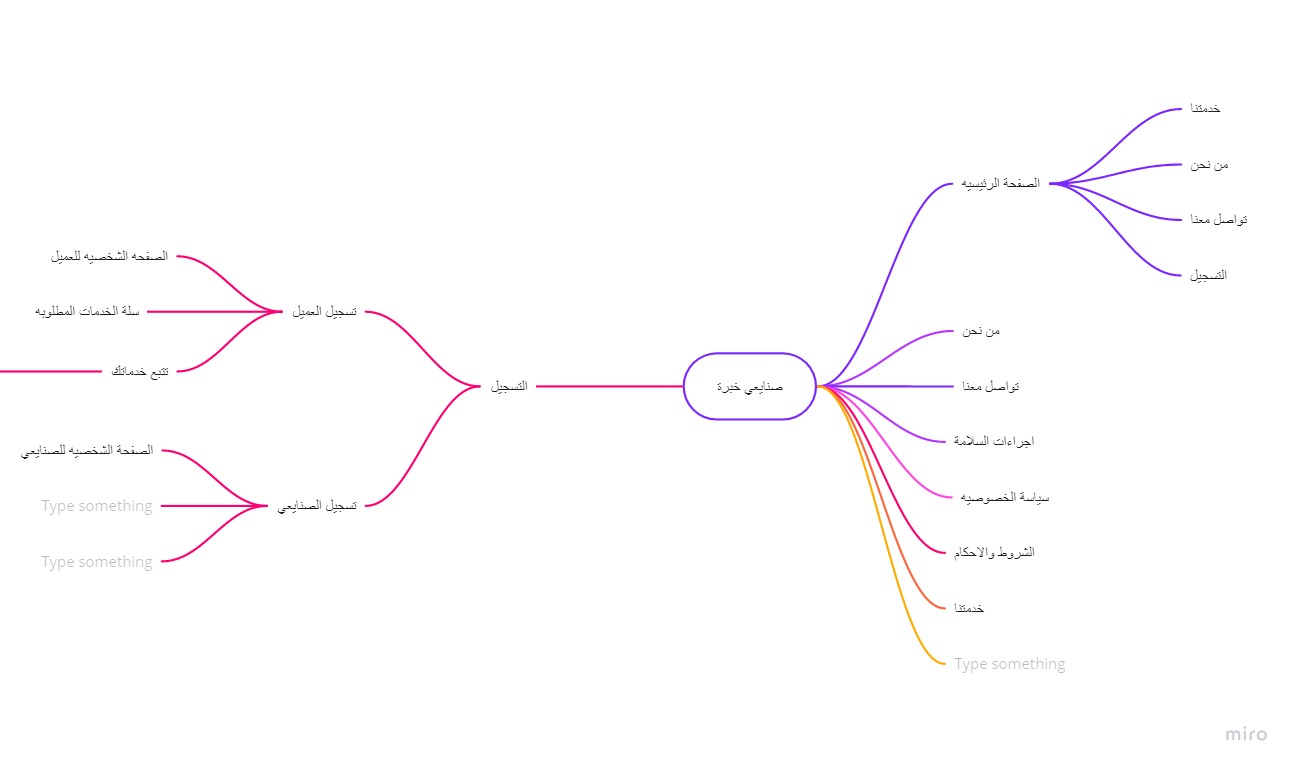 صنايعي خبرة
الصفحة الرئيسيه
خدمتنا
من نحن
تواصل معنا
التسجيل
من نحن
تواصل معنا
اجراءات السلامة
سياسة الخصوصيه
الشروط والاحكام
خدمتنا
Type something
التسجيل
تسجيل العميل
الصفحه الشخصيه للعميل
سلة الخدمات المطلوبه
تتبع خدماتك
تسجيل الصنايعي
الصفحة الشخصيه للصنايعي
Type something
Type something
miro